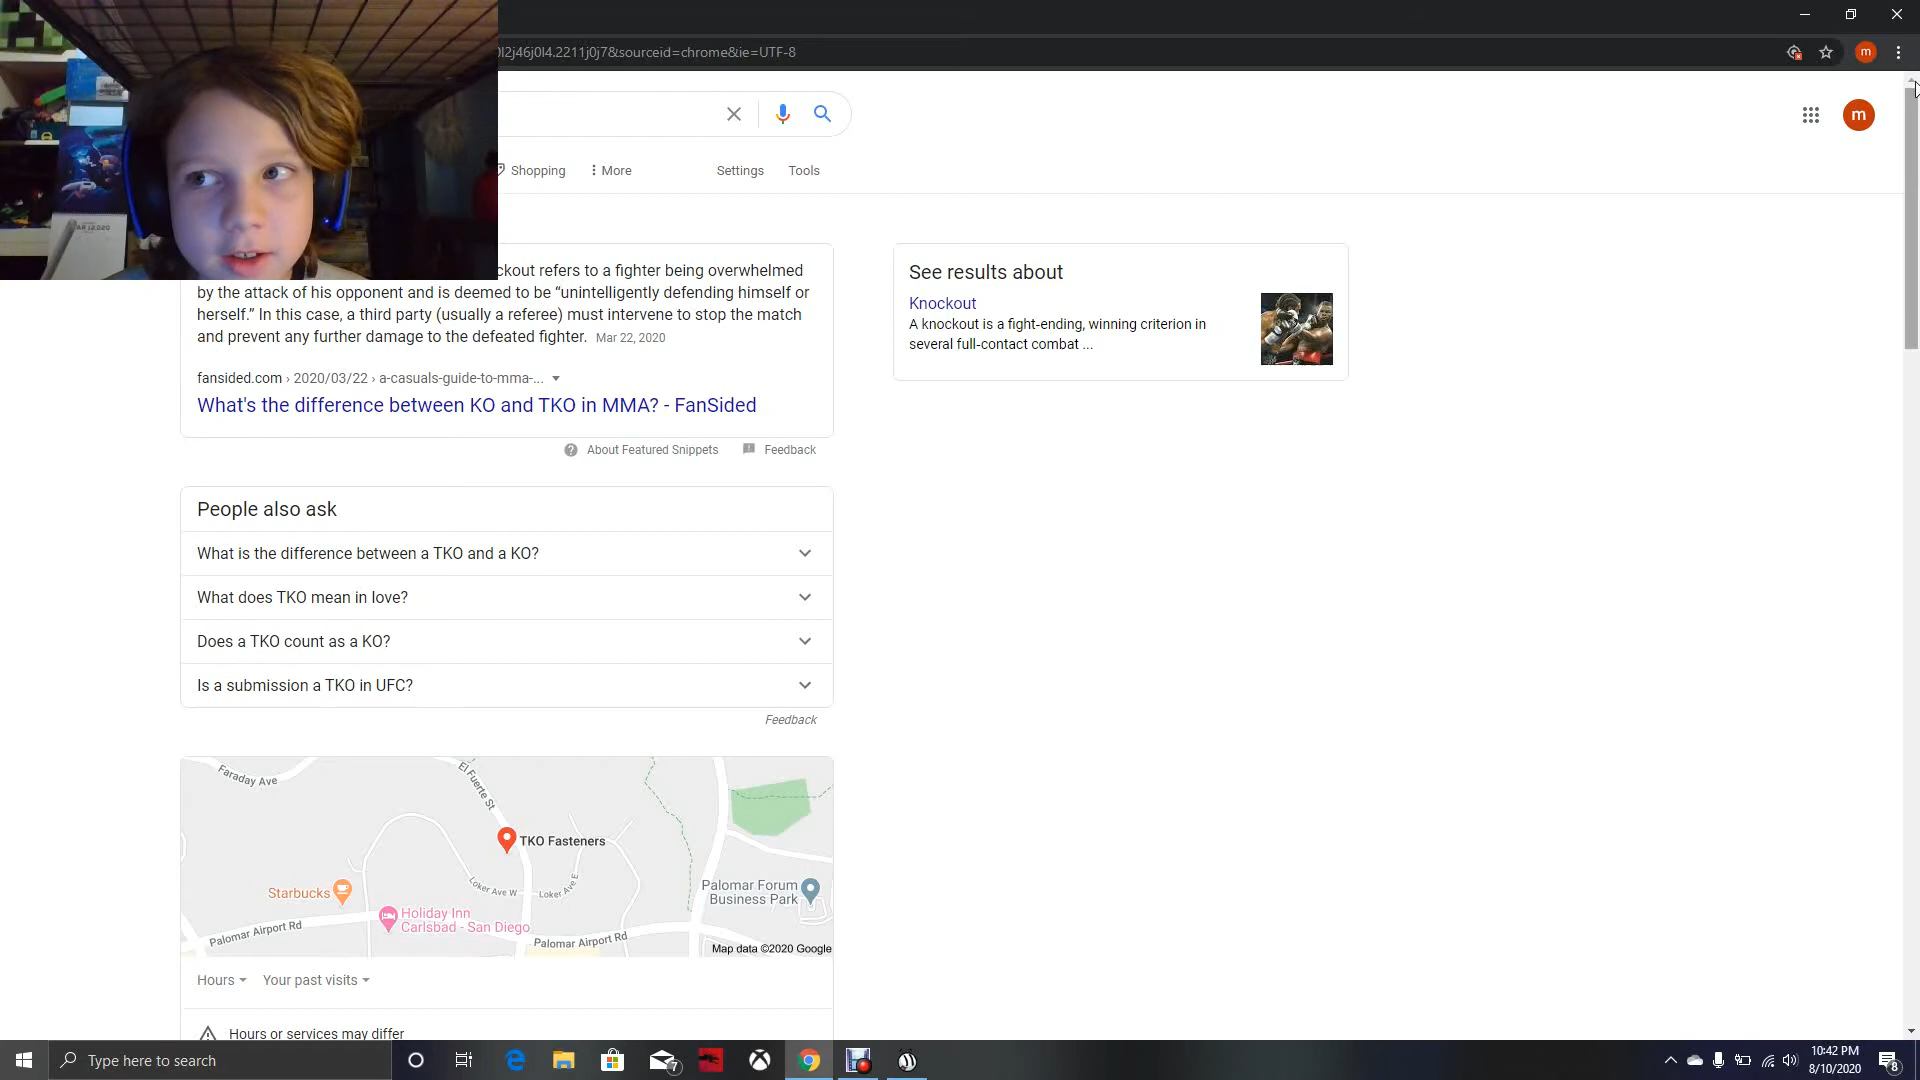 0l2j46j0l4.2211j0j7&sourceid=chrome&ie=UTF-8
m
m
Shopping
More
Settings
Tools
ckout refers to a fighter being overwhelmed
by the attack of his opponent and is deemed to be “unintelligently defending himself or
herself.” In this case, a third party (usually a referee) must intervene to stop the match
and prevent any further damage to the defeated fighter. Mar 22, 2020
fansided.com › 2020/03/22 › a-casuals-guide-to-mma-...
What's the difference between KO and TKO in MMA? - FanSided
About Featured Snippets
Feedback
See results about
Knockout
A knockout is a fight-ending, winning criterion in
several full-contact combat ...
People also ask
What is the difference between a TKO and a KO?
What does TKO mean in love?
Does a TKO count as a KO?
Is a submission a TKO in UFC?
Feedback
Faraday Ave
El Fuerte St
TKO Fasteners
Starbucks
Loker Ave W
Loker Ave E
Palomar Forum
Business Park
Holiday Inn
Carlsbad - San Diego
Palomar Airport Rd
Palomar Airport Rd
Map data ©2020 Google
Hours
Your past visits
Hours or services may differ
Type here to search
7
10:42 PM
8/10/2020
8